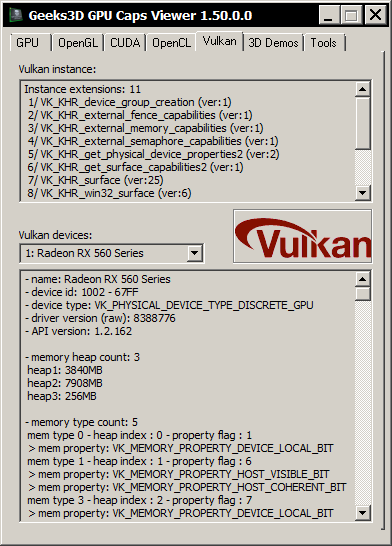 Geeks3D GPU Caps Viewer 1.50.0.0
GPU OpenGL CUDA OpenCL Vulkan 3D Demos Tools
Vulkan instance:
Instance extensions: 11
1/ VK_KHR_device_group_creation (ver:1)
2/ VK_KHR_external_fence_capabilities (ver:1)
3/ VK_KHR_external_memory_capabilities (ver:1)
4/ VK_KHR_external_semaphore_capabilities (ver:1)
5/ VK_KHR_get_physical_device_properties2 (ver:2)
6/ VK_KHR_get_surface_capabilities2 (ver:1)
7/ VK_KHR_surface (ver:25)
8/ VK_KHR_win32_surface (ver:6)
Vulkan devices:
1: Radeon RX 560 Series
Vulkan
- name: Radeon RX 560 Series
- device id: 1002 - 67FF
- device type: VK_PHYSICAL_DEVICE_TYPE_DISCRETE_GPU
- driver version (raw): 8388776
- API version: 1.2.162
- memory heap count: 3
heap1: 3840MB
heap2: 7908MB
heap3: 256MB
- memory type count: 5
mem type 0 - heap index : 0 - property flag : 1
> mem property: VK_MEMORY_PROPERTY_DEVICE_LOCAL_BIT
mem type 1 - heap index : 1 - property flag : 6
> mem property: VK_MEMORY_PROPERTY_HOST_VISIBLE_BIT
> mem property: VK_MEMORY_PROPERTY_HOST_COHERENT_BIT
mem type 3 - heap index : 2 - property flag : 7
> mem property: VK_MEMORY_PROPERTY_DEVICE_LOCAL_BIT